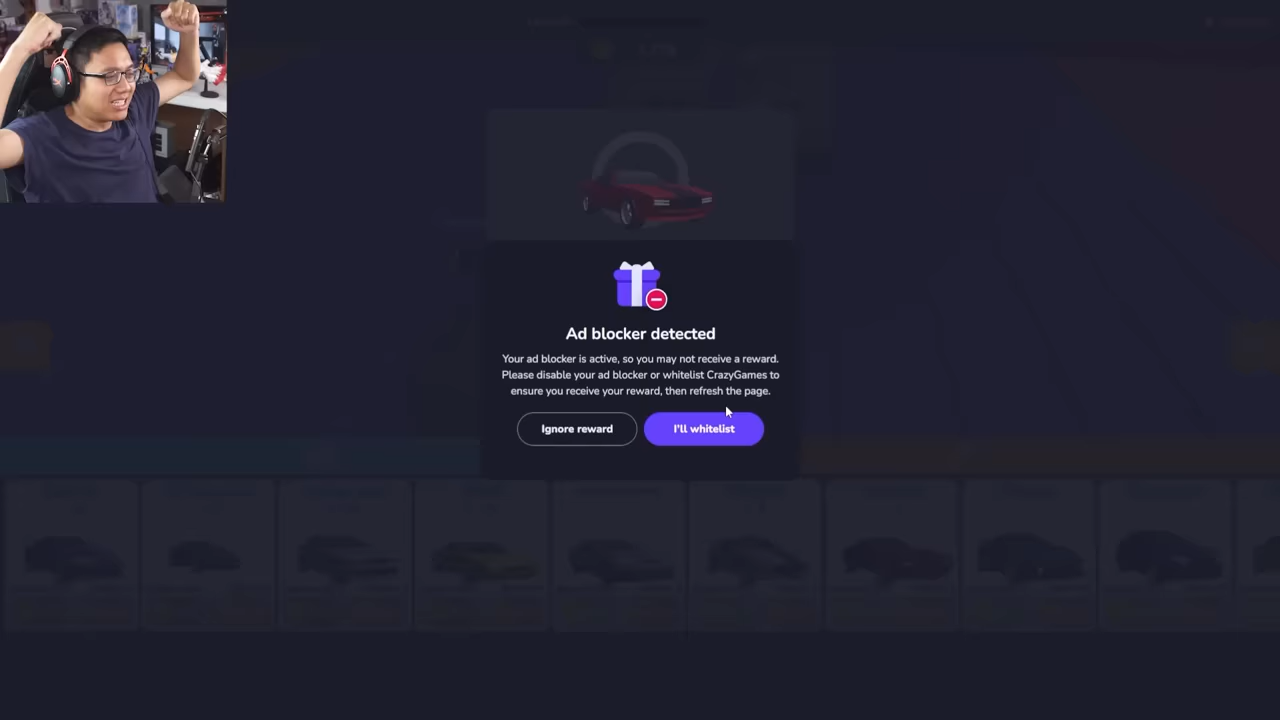 Ad blocker detected
Your ad blocker is active, so you may not receive a reward.
Please disable your ad blocker or whitelist CrazyGames to
ensure you receive your reward, then refresh the page.
Ignore reward
I'll whitelist